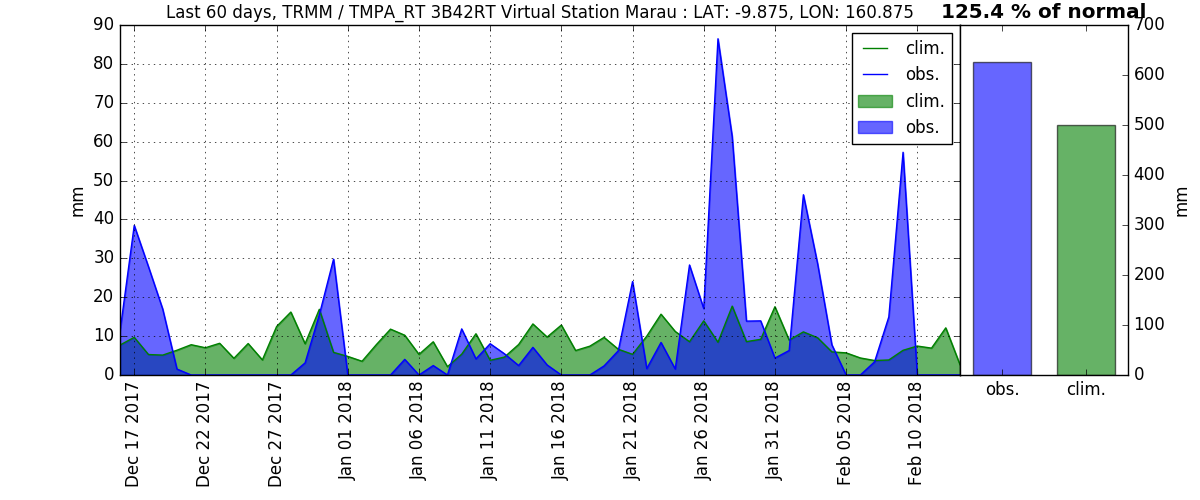 Last 60 days, TRMM / TMPA_RT 3B42RT Virtual Station Marau : LAT: -9.875, LON: 160.875
125.4 % of normal
90
80
70
60
50
40
30
20
10
0
mm
clim.
obs.
clim.
obs.
700
600
500
400
300
200
100
0
mm
Dec 17 2017
Dec 22 2017
Dec 27 2017
Jan 01 2018
Jan 06 2018
Jan 11 2018
Jan 16 2018
Jan 21 2018
Jan 26 2018
Jan 31 2018
Feb 05 2018
Feb 10 2018
obs.
clim.